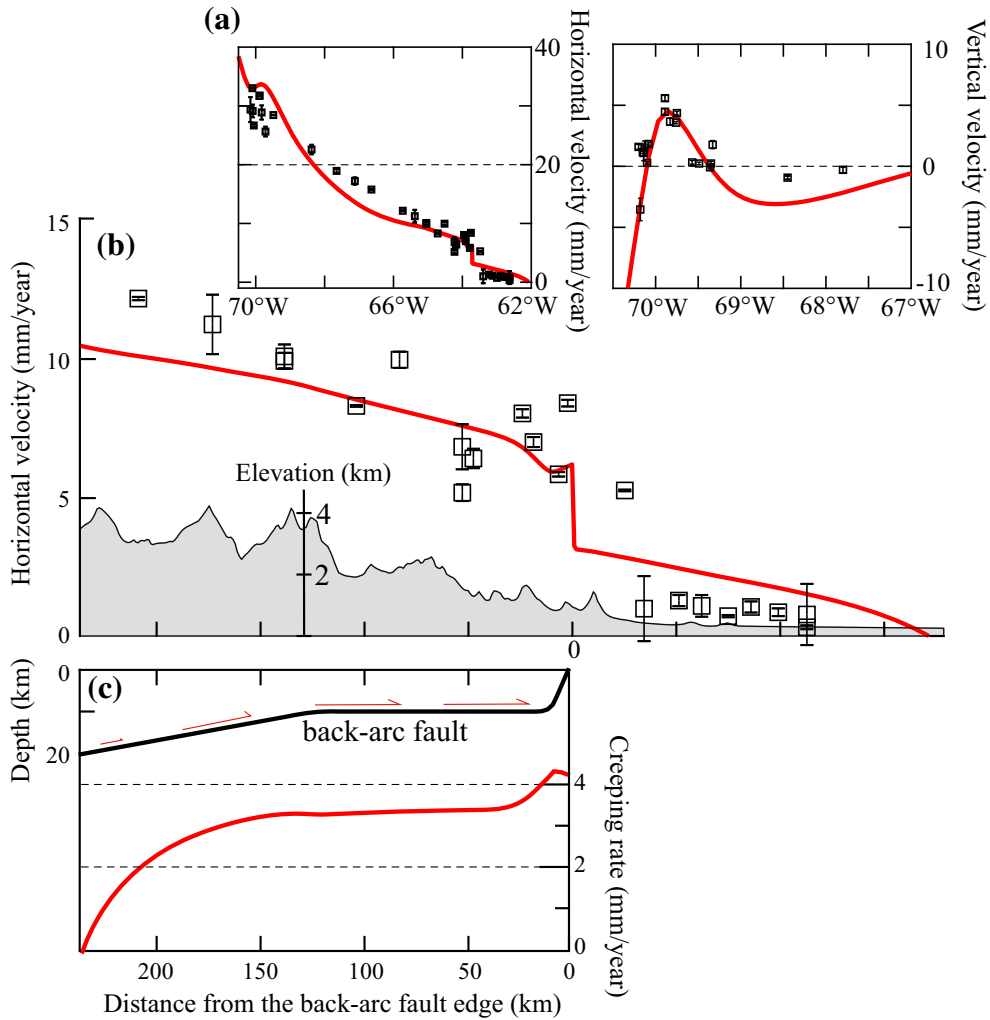 (a)
40
20
0
Horizontal velocity (mm/year)
70°W
66°W
62°W
10
0
-10
Vertical velocity (mm/year)
70°W
69°W
68°W
67°W
(b)
15
10
5
0
Horizontal velocity (mm/year)
Elevation (km)
4
2
0
(c)
0
20
Depth (km)
back-arc fault
4
2
0
Creeping rate (mm/year)
200
150
100
50
0
Distance from the back-arc fault edge (km)